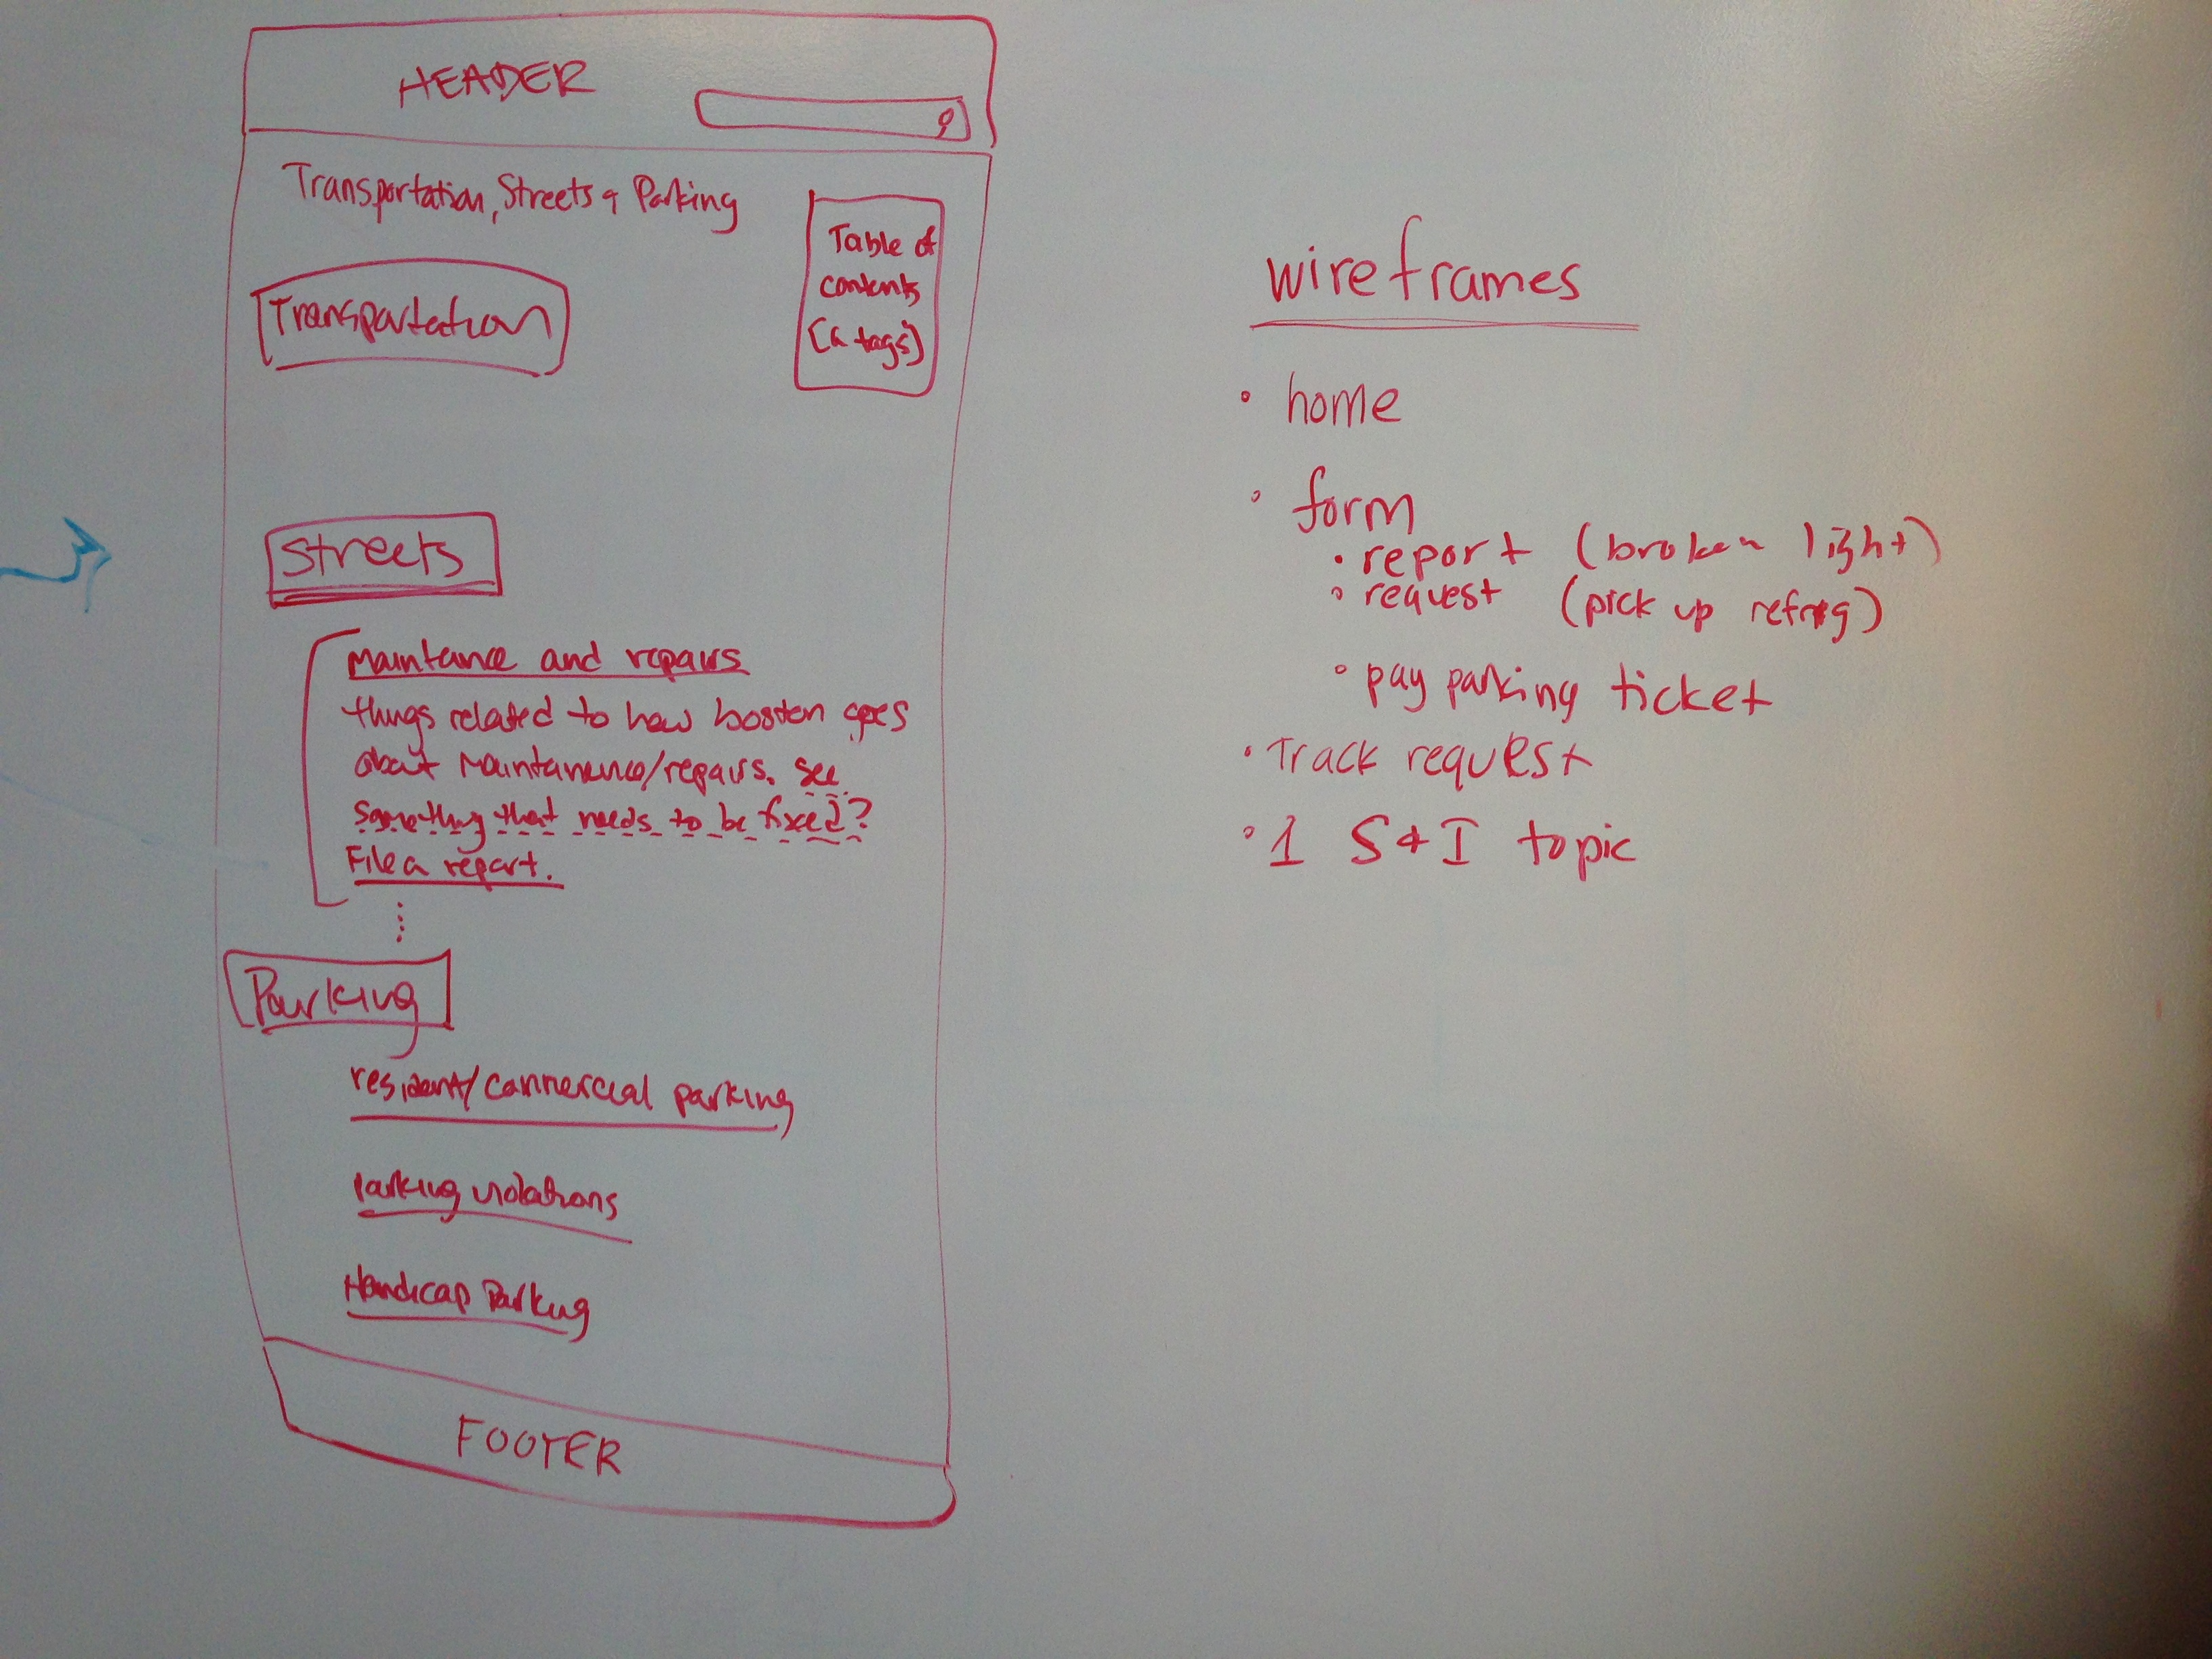 HEADER
Transportation, Streets & Parking
Table of
contents
(a tags)
Transportation
Streets
Maintance and repairs
things related to how boston goes
about maintanence/repairs. see
something that needs to be fixed?
File a report.
Parking
resident/commercial parking
parking violations
Handicap Parking
FOOTER
wireframes
• home
• form
• report (broken light)
• request (pick up refrig)
• pay parking ticket
• Track request
• 1 S & I topic